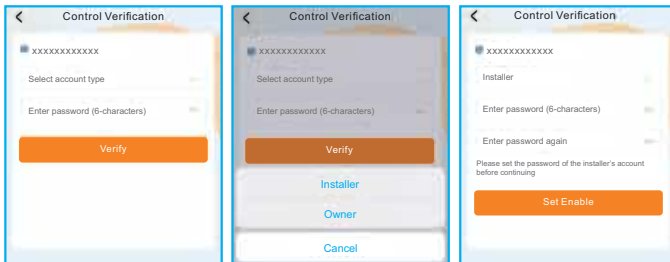 Control Verification
xxxxxxxxxxxx
Select account type
Enter password (6-characters)
Verify
Control Verification
xxxxxxxxxxxx
Select account type
Enter password (6-characters)
Verify
Installer
Owner
Cancel
Control Verification
xxxxxxxxxxxx
Installer
Enter password (6-characters)
Enter password again
Please set the password of the installer's account
before continuing
Set Enable